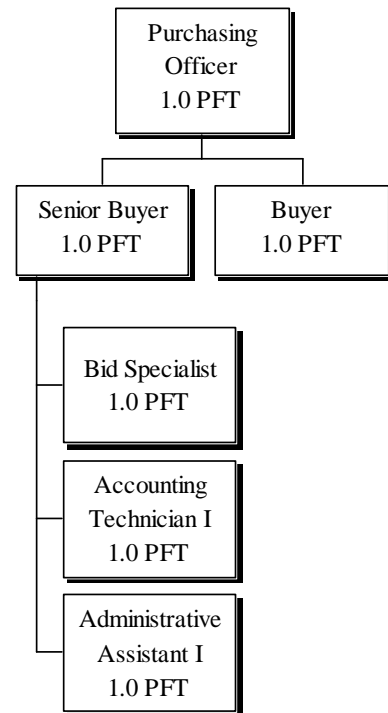 Purchasing
Officer
1.0 PFT
Senior Buyer
1.0 PFT
Buyer
1.0 PFT
Bid Specialist
1.0 PFT
Accounting
Technician I
1.0 PFT
Administrative
Assistant I
1.0 PFT